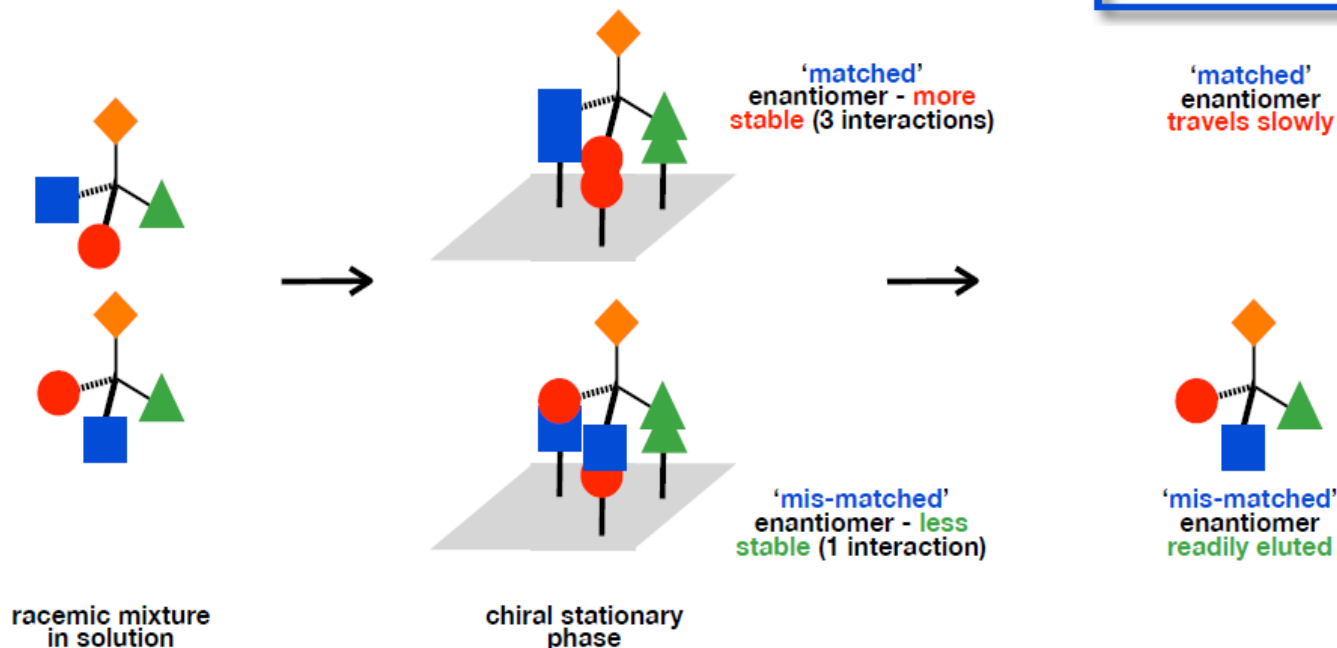 ‘matched’
enantiomer - more
stable (3 interactions)
‘matched’
enantiomer
travels slowly
‘mis-matched’
enantiomer - less
stable (1 interaction)
‘mis-matched’
enantiomer
readily eluted
racemic mixture
in solution
chiral stationary
phase